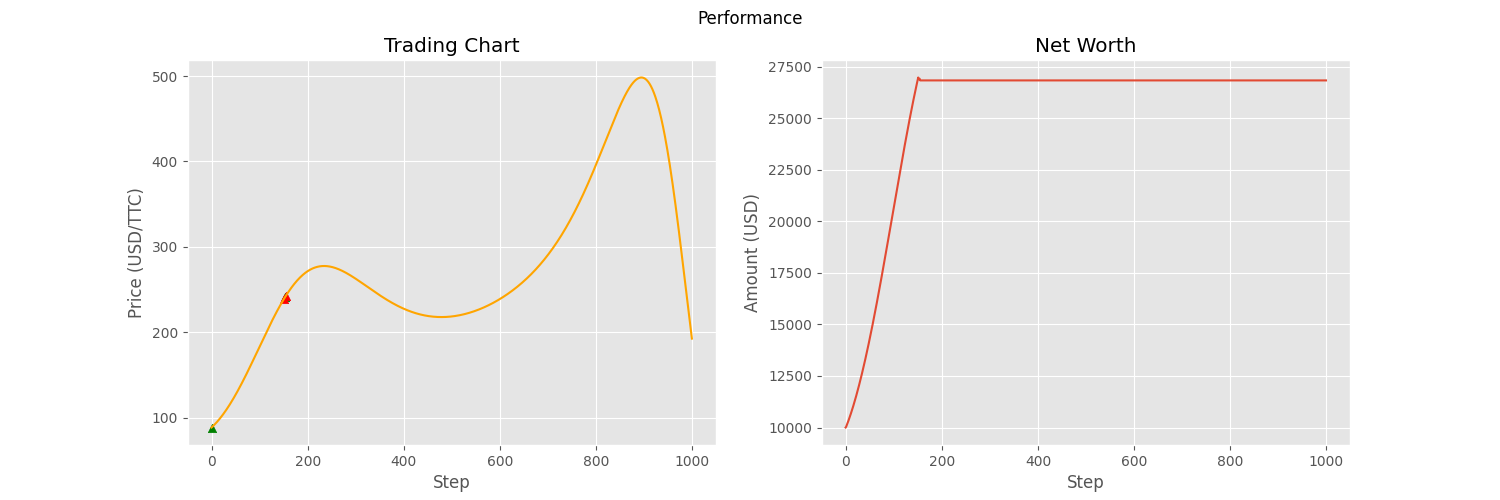 Performance
Trading Chart
500
400
300
200
100
Price (USD/TTC)
0 200 400 600 800 1000
Step
Net Worth
27500
25000
22500
20000
17500
15000
12500
10000
Amount (USD)
0 200 400 600 800 1000
Step